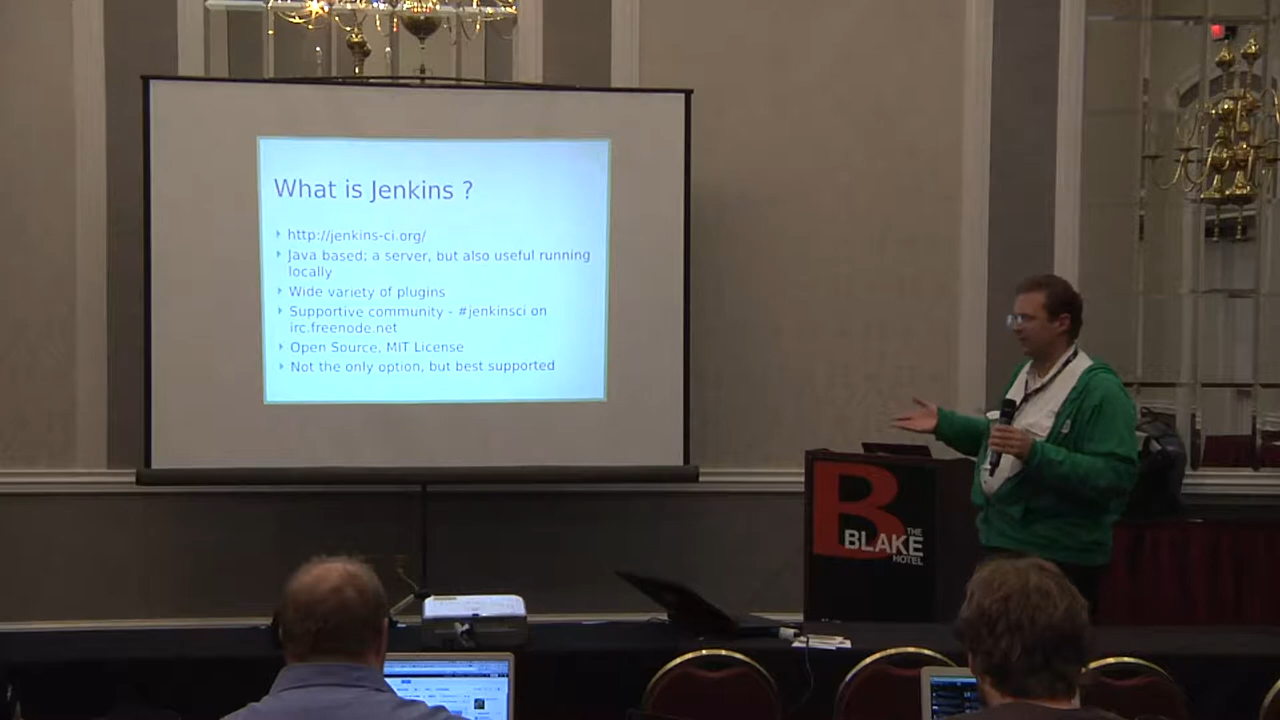 What is Jenkins ?
http://jenkins-ci.org/
Java based; a server, but also useful running
locally
Wide variety of plugins
Supportive community - #jenkinsci on
irc.freenode.net
Open Source, MIT License
Not the only option, but best supported
B
THE
BLAKE
HOTEL